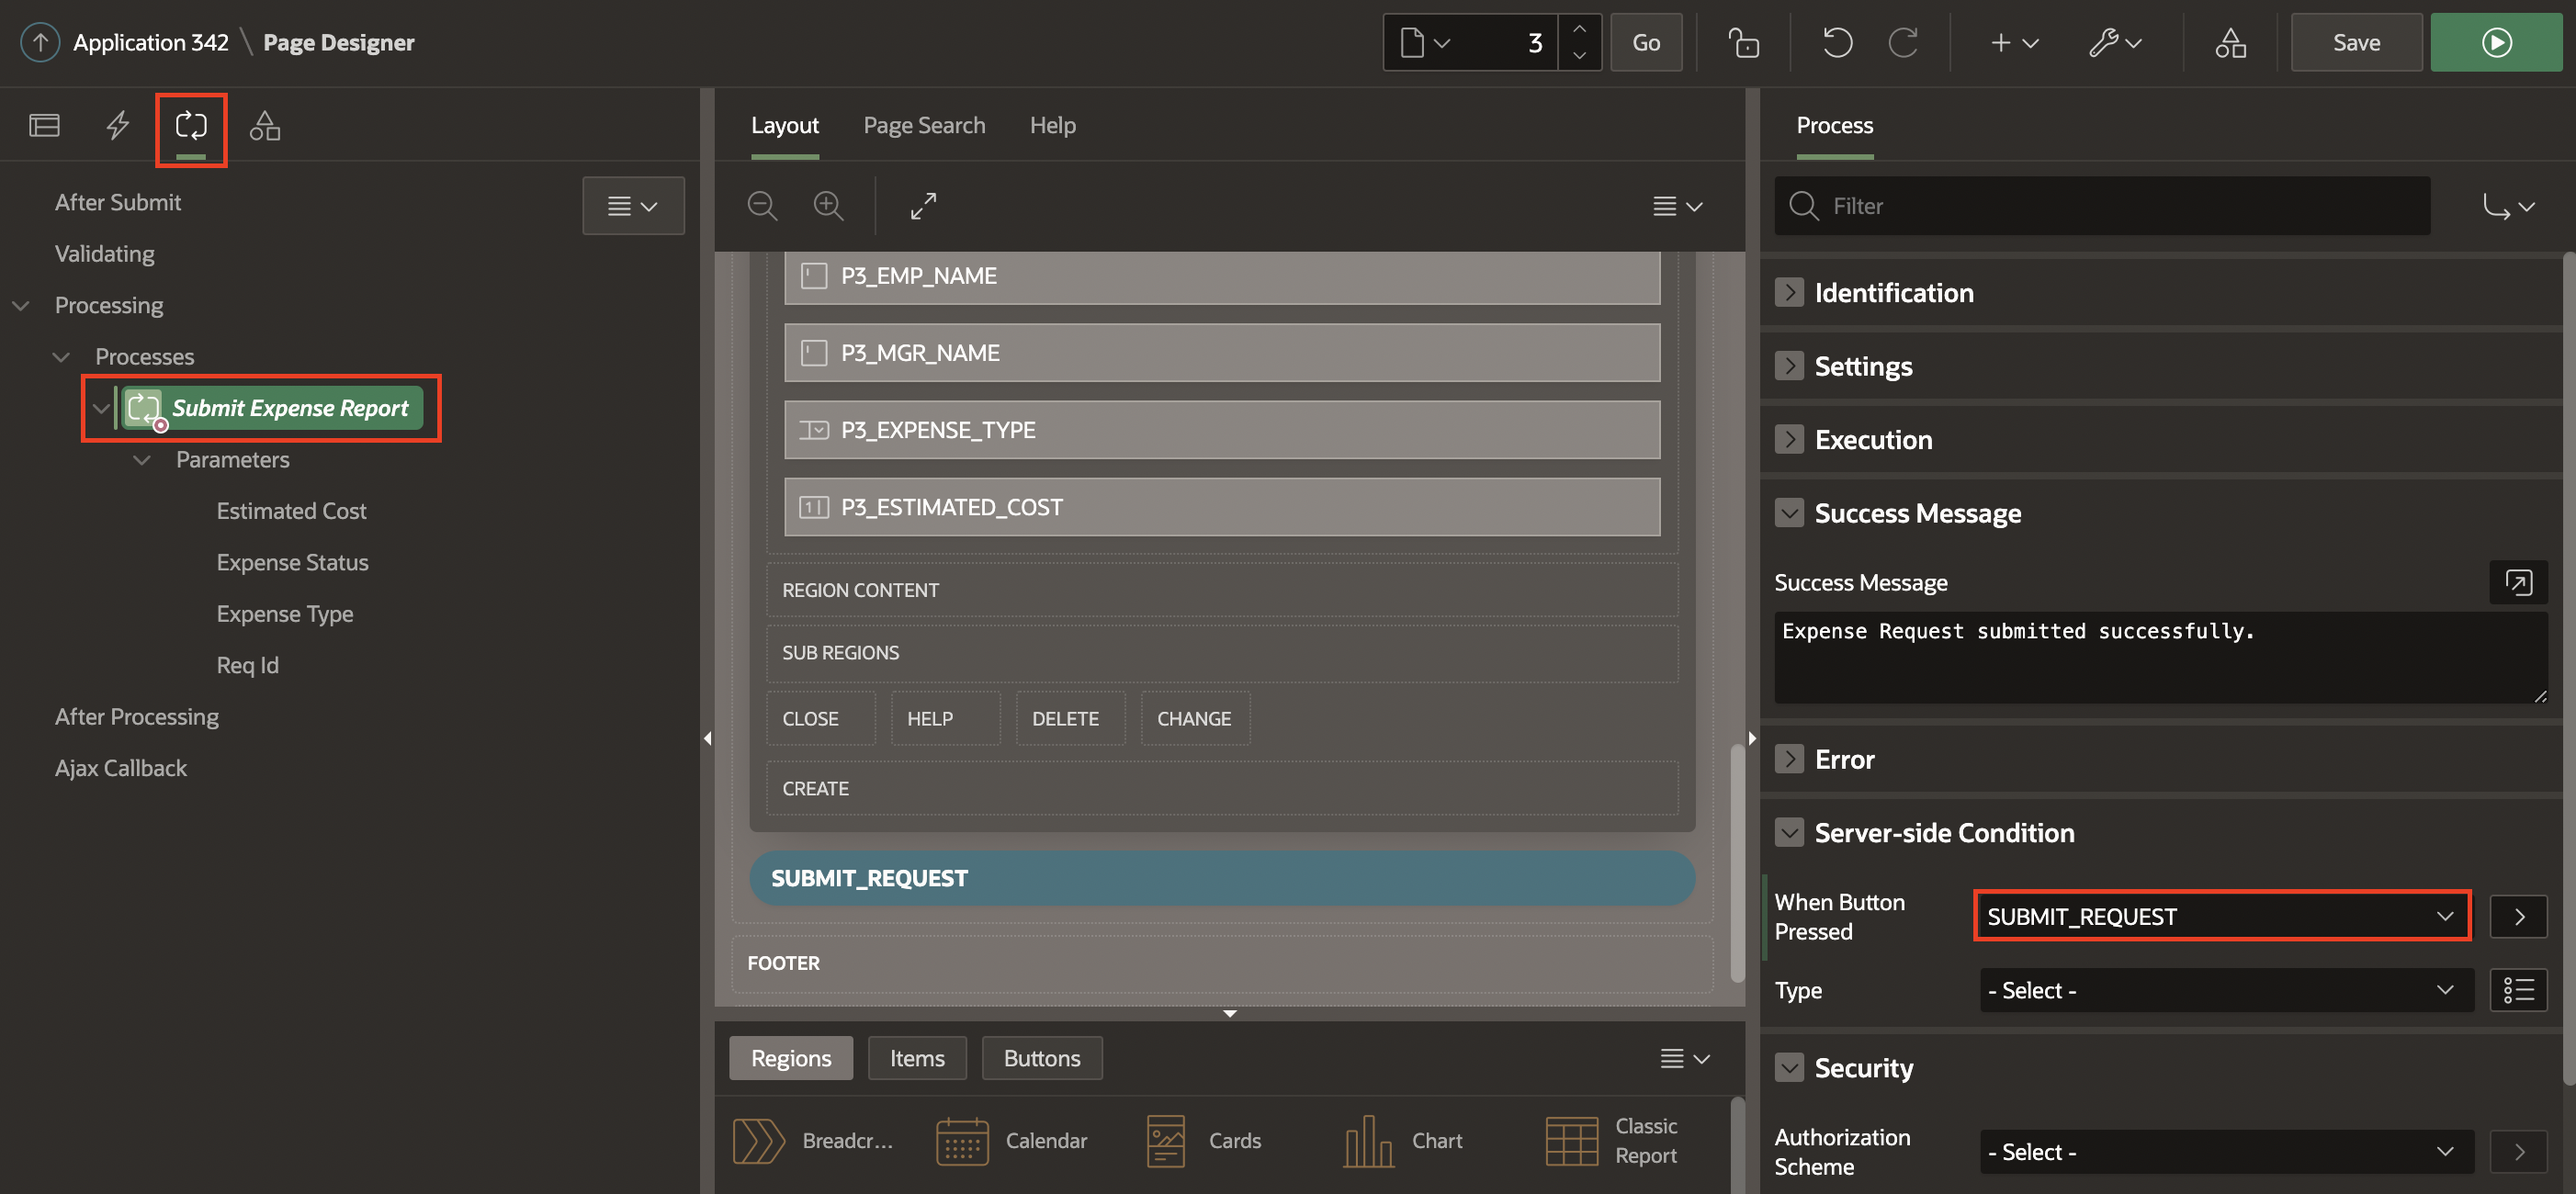 Application 342 \ Page Designer
3
Go
Save
After Submit
Validating
Processing
Processes
Submit Expense Report
Parameters
Estimated Cost
Expense Status
Expense Type
Req Id
After Processing
Ajax Callback
Layout
Page Search
Help
P3_EMP_NAME
P3_MGR_NAME
P3_EXPENSE_TYPE
P3_ESTIMATED_COST
REGION CONTENT
SUB REGIONS
CLOSE
HELP
DELETE
CHANGE
CREATE
SUBMIT_REQUEST
FOOTER
Regions
Items
Buttons
Breadcr...
Calendar
Cards
Chart
Classic
Report
Process
Filter
Identification
Settings
Execution
Success Message
Success Message
Expense Request submitted successfully.
Error
Server-side Condition
When Button
Pressed
SUBMIT_REQUEST
Type
- Select -
Security
Authorization
Scheme
- Select -